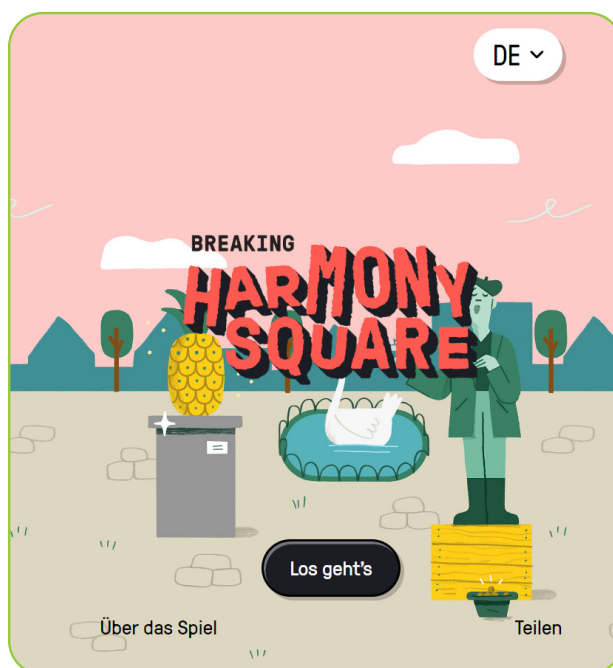 DE
BREAKING
HARMONY
SQUARE
Los geht's
Über das Spiel
Teilen